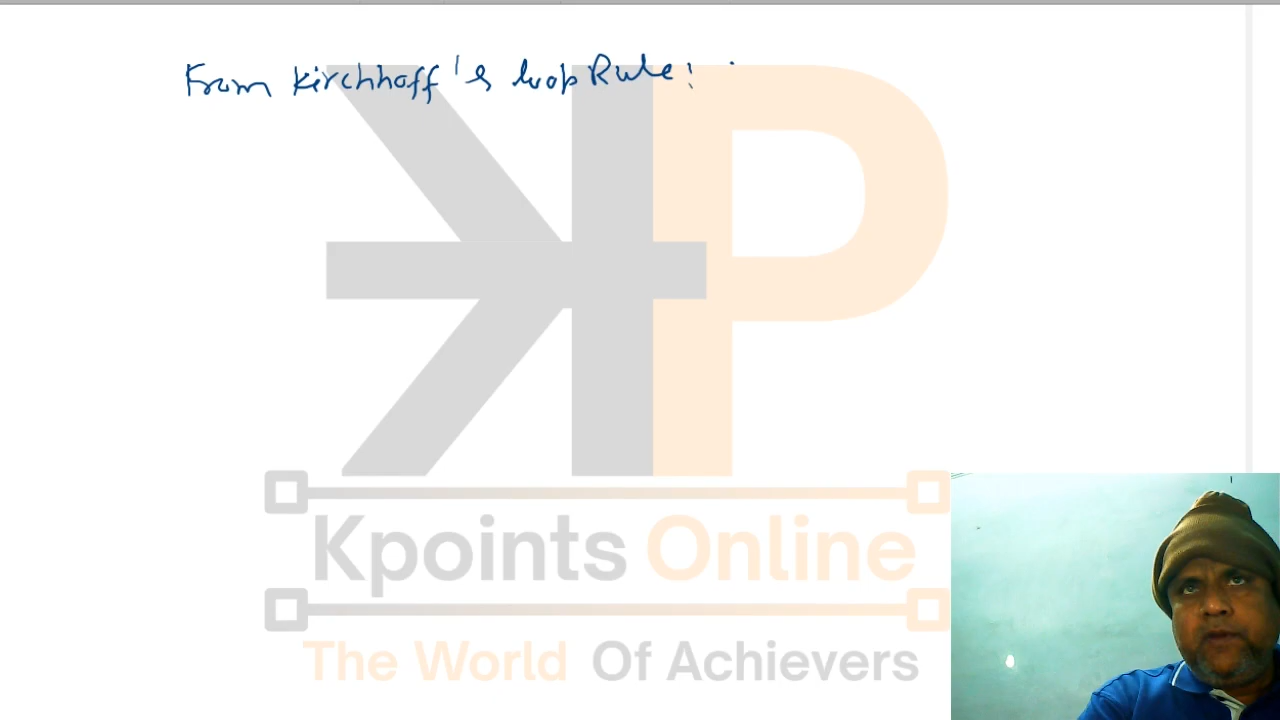 From Kirchhoff's loop Rule:
Kpoints Online
The World Of Achievers